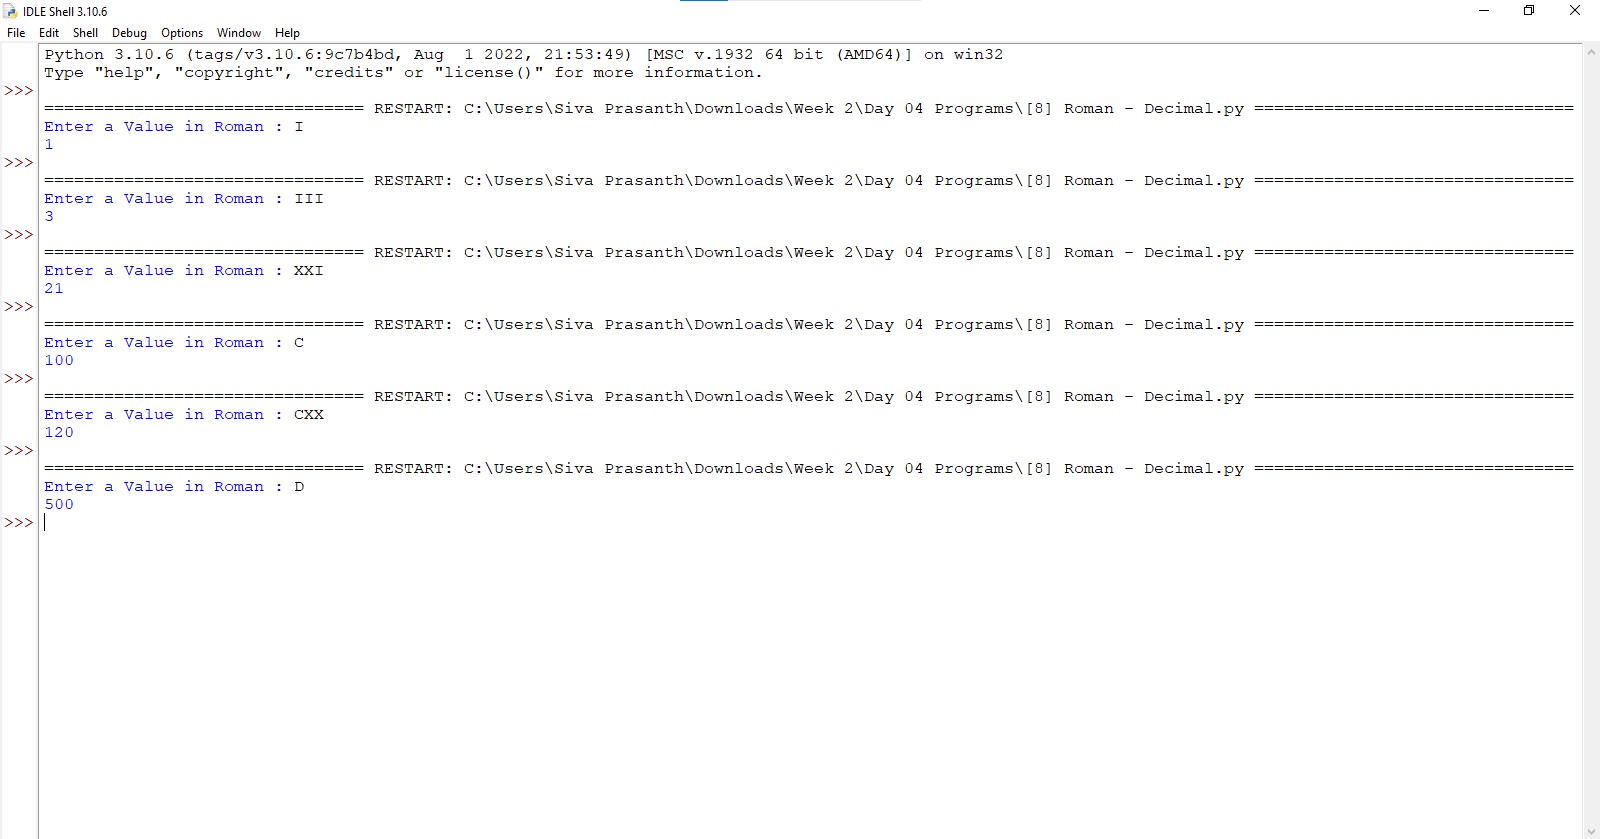 IDLE Shell 3.10.6
File Edit Shell Debug Options Window Help
Python 3.10.6 (tags/v3.10.6:9c7b4bd, Aug  1 2022, 21:53:49) [MSC v.1932 64 bit (AMD64)] on win32
Type "help", "copyright", "credits" or "license()" for more information.
>>>
================================ RESTART: C:\Users\Siva Prasanth\Downloads\Week 2\Day 04 Programs\[8] Roman - Decimal.py ================================
Enter a Value in Roman : I
1
>>>
================================ RESTART: C:\Users\Siva Prasanth\Downloads\Week 2\Day 04 Programs\[8] Roman - Decimal.py ================================
Enter a Value in Roman : III
3
>>>
================================ RESTART: C:\Users\Siva Prasanth\Downloads\Week 2\Day 04 Programs\[8] Roman - Decimal.py ================================
Enter a Value in Roman : XXI
21
>>>
================================ RESTART: C:\Users\Siva Prasanth\Downloads\Week 2\Day 04 Programs\[8] Roman - Decimal.py ================================
Enter a Value in Roman : C
100
>>>
================================ RESTART: C:\Users\Siva Prasanth\Downloads\Week 2\Day 04 Programs\[8] Roman - Decimal.py ================================
Enter a Value in Roman : CXX
120
>>>
================================ RESTART: C:\Users\Siva Prasanth\Downloads\Week 2\Day 04 Programs\[8] Roman - Decimal.py ================================
Enter a Value in Roman : D
500
>>>